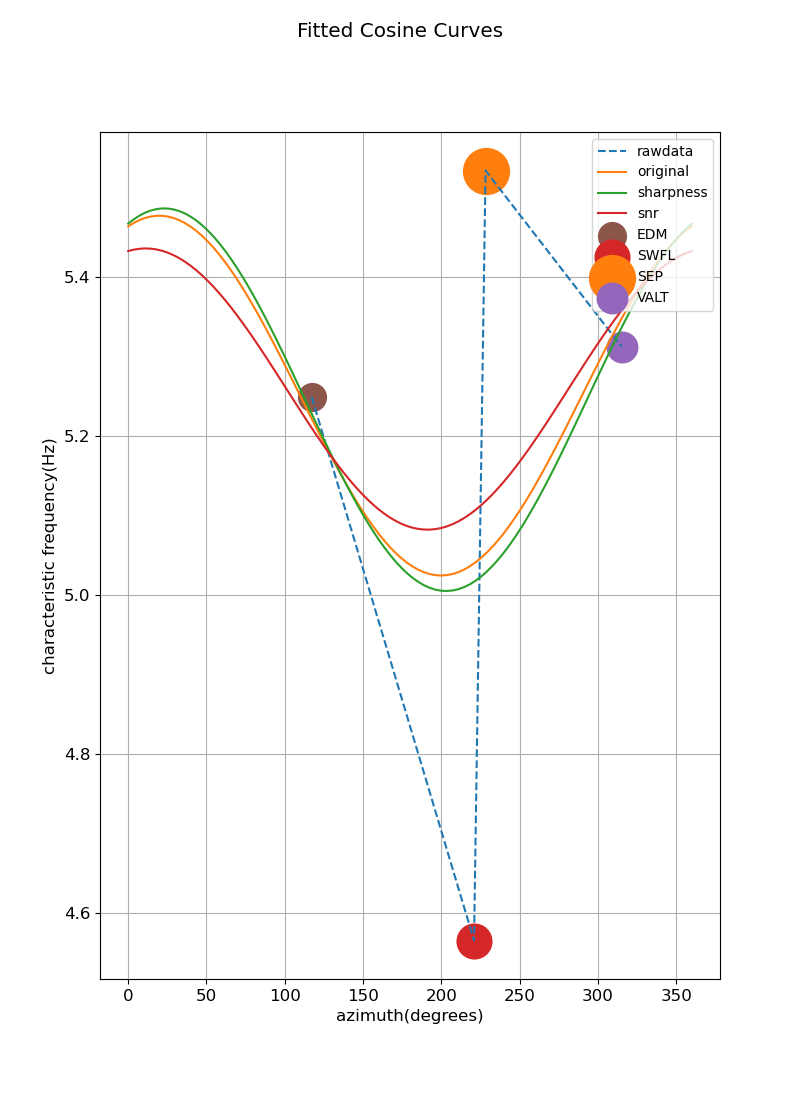 Fitted Cosine Curves
rawdata
original
sharpness
snr
EDM
SWFL
SEP
VALT
5.4
5.2
5.0
4.8
4.6
characteristic frequency(Hz)
0 50 100 150 200 250 300 350
azimuth(degrees)